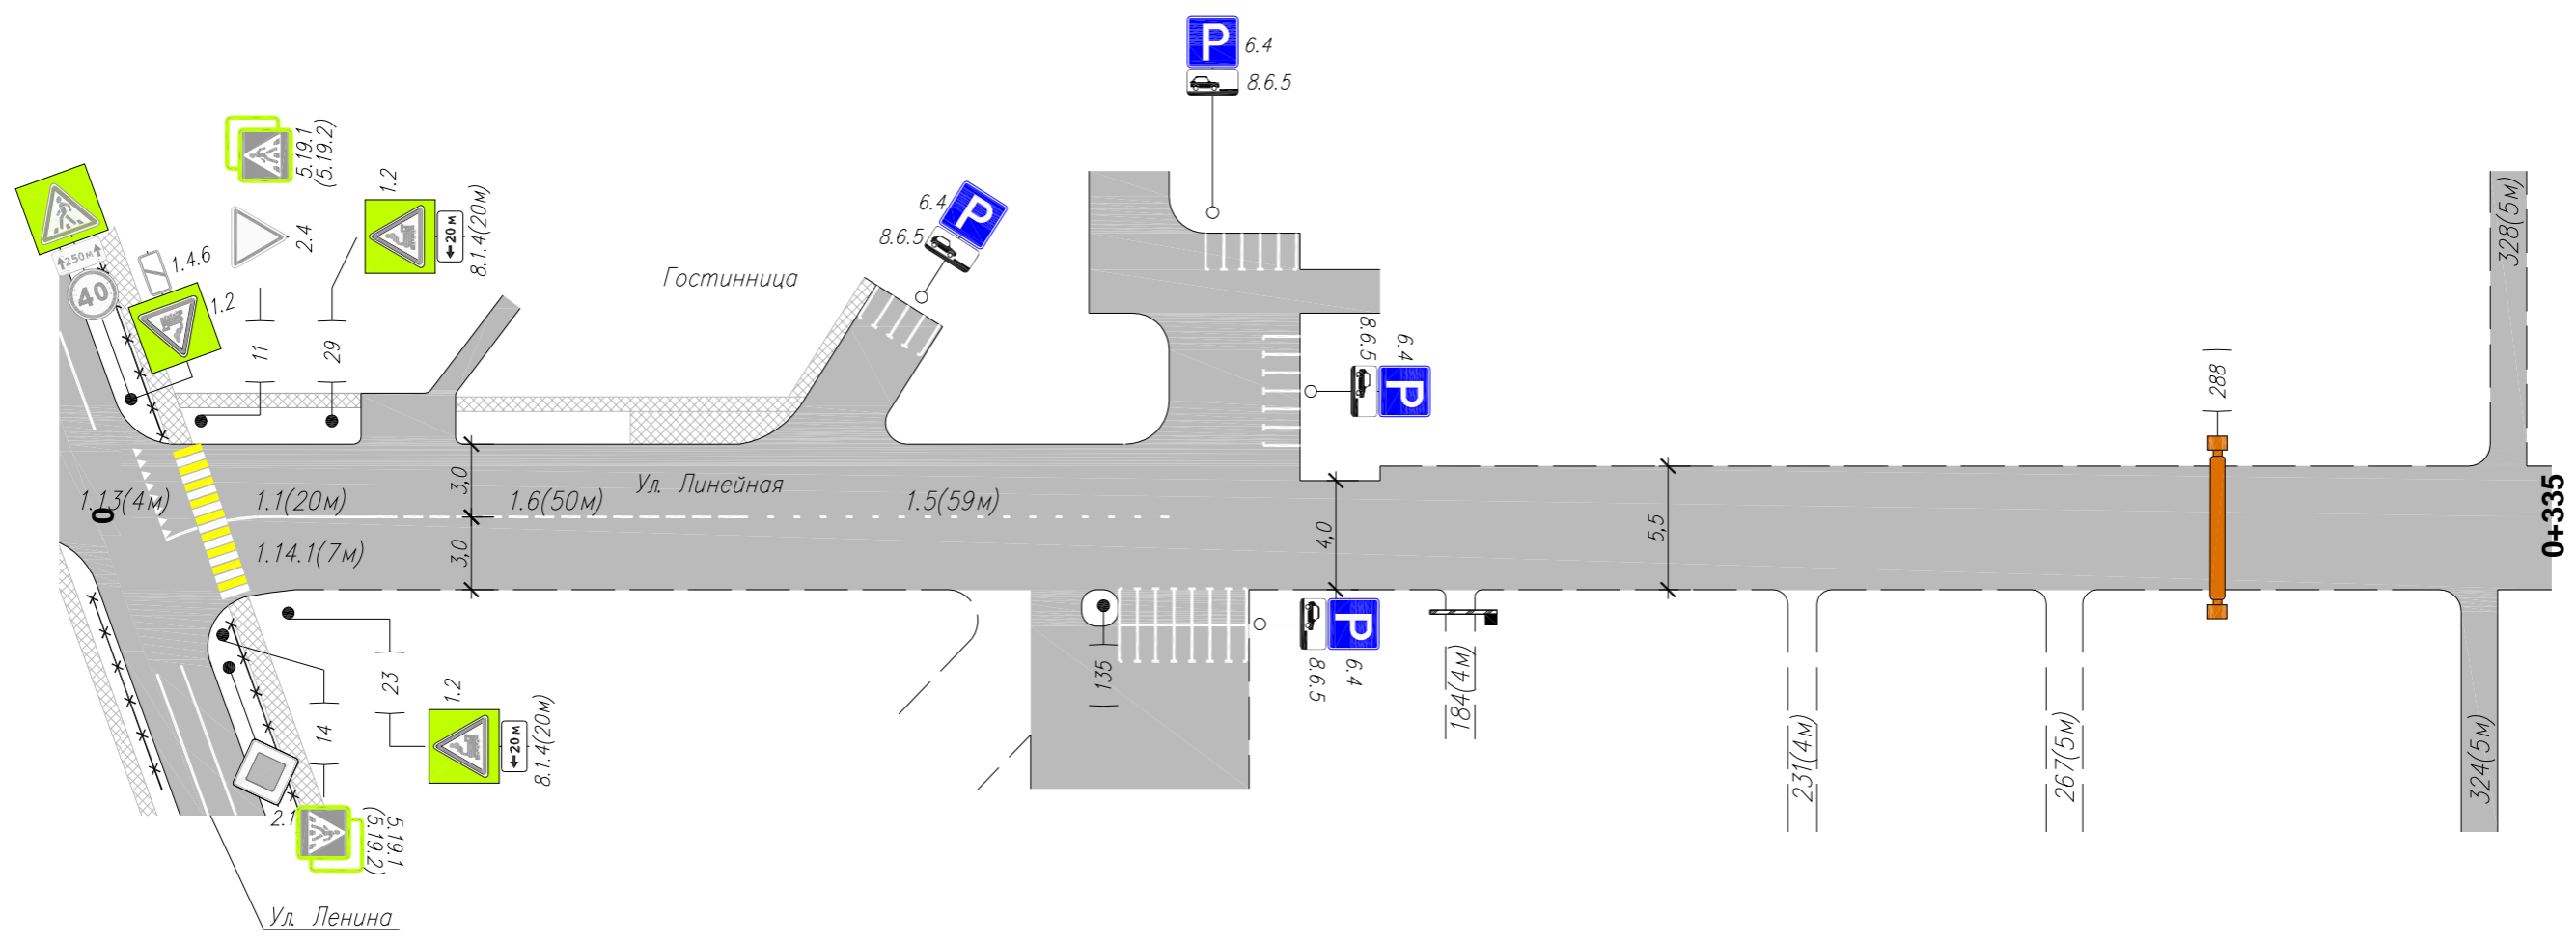 6.4
8.6.5
5.19.1
(5.19.2)
1.2
8.1.4(20м)
20 м
2.4
250м
40
1.4.6
1.2
11
29
6.4
8.6.5
P
P
Гостинница
8.6.5
6.4
P
288
328(5м)
3,0
Ул. Линейная
1.13(4м)
0
1.1(20м)
1.6(50м)
1.5(59м)
1.14.1(7м)
3,0
4,0
5,5
0+335
135
8.6.5
6.4
P
184(4м)
231(4м)
267(5м)
324(5м)
23
14
1.2
20 м
8.1.4(20м)
2.1
5.19.1
(5.19.2)
Ул. Ленина